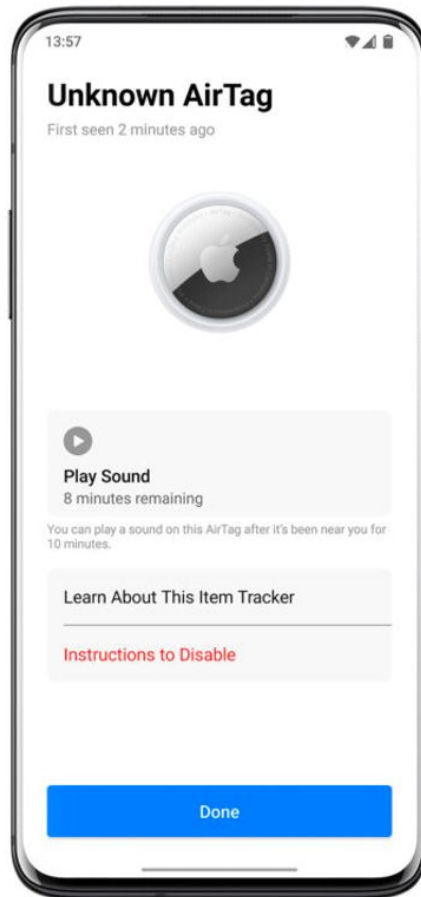 13:57
Unknown AirTag
First seen 2 minutes ago
Play Sound
8 minutes remaining
You can play a sound on this AirTag after it's been near you for
10 minutes.
Learn About This Item Tracker
Instructions to Disable
Done